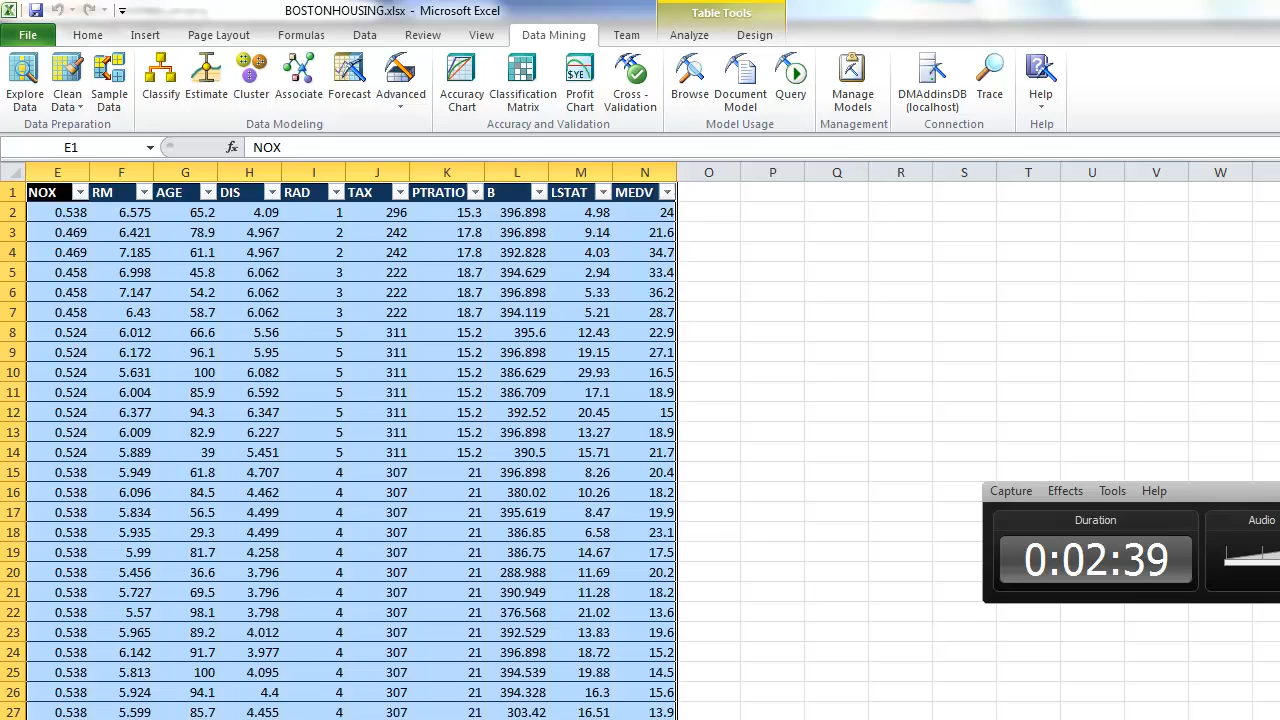 BOSTONHOUSING.xlsx - Microsoft Excel
Table Tools
File Home Insert Page Layout Formulas Data Review View Data Mining Team Analyze Design
Explore Data Clean Data Sample Data Classify Estimate Cluster Associate Forecast Advanced Accuracy Chart Classification Matrix Profit Chart Cross - Validation Browse Document Model Query Manage Models DMAddinsDB (localhost) Trace Help
Data Preparation Data Modeling Accuracy and Validation Model Usage Management Connection Help
E1 fx NOX
E F G H I J K L M N O P Q R S T U V W
1 NOX RM AGE DIS RAD TAX PTRATIO B LSTAT MEDV
2 0.538 6.575 65.2 4.09 1 296 15.3 396.898 4.98 24
3 0.469 6.421 78.9 4.967 2 242 17.8 396.898 9.14 21.6
4 0.469 7.185 61.1 4.967 2 242 17.8 392.828 4.03 34.7
5 0.458 6.998 45.8 6.062 3 222 18.7 394.629 2.94 33.4
6 0.458 7.147 54.2 6.062 3 222 18.7 396.898 5.33 36.2
7 0.458 6.43 58.7 6.062 3 222 18.7 394.119 5.21 28.7
8 0.524 6.012 66.6 5.56 5 311 15.2 395.6 12.43 22.9
9 0.524 6.172 96.1 5.95 5 311 15.2 396.898 19.15 27.1
10 0.524 5.631 100 6.082 5 311 15.2 386.629 29.93 16.5
11 0.524 6.004 85.9 6.592 5 311 15.2 386.709 17.1 18.9
12 0.524 6.377 94.3 6.347 5 311 15.2 392.52 20.45 15
13 0.524 6.009 82.9 6.227 5 311 15.2 396.898 13.27 18.9
14 0.524 5.889 39 5.451 5 311 15.2 390.5 15.71 21.7
15 0.538 5.949 61.8 4.707 4 307 21 396.898 8.26 20.4
16 0.538 6.096 84.5 4.462 4 307 21 380.02 10.26 18.2
17 0.538 5.834 56.5 4.499 4 307 21 395.619 8.47 19.9
18 0.538 5.935 29.3 4.499 4 307 21 386.85 6.58 23.1
19 0.538 5.99 81.7 4.258 4 307 21 386.75 14.67 17.5
20 0.538 5.456 36.6 3.796 4 307 21 288.988 11.69 20.2
21 0.538 5.727 69.5 3.796 4 307 21 390.949 11.28 18.2
22 0.538 5.57 98.1 3.798 4 307 21 376.568 21.02 13.6
23 0.538 5.965 89.2 4.012 4 307 21 392.529 13.83 19.6
24 0.538 6.142 91.7 3.977 4 307 21 396.898 18.72 15.2
25 0.538 5.813 100 4.095 4 307 21 394.539 19.88 14.5
26 0.538 5.924 94.1 4.4 4 307 21 394.328 16.3 15.6
27 0.538 5.599 85.7 4.455 4 307 21 303.42 16.51 13.9
Capture Effects Tools Help
Duration Audio
0:02:39